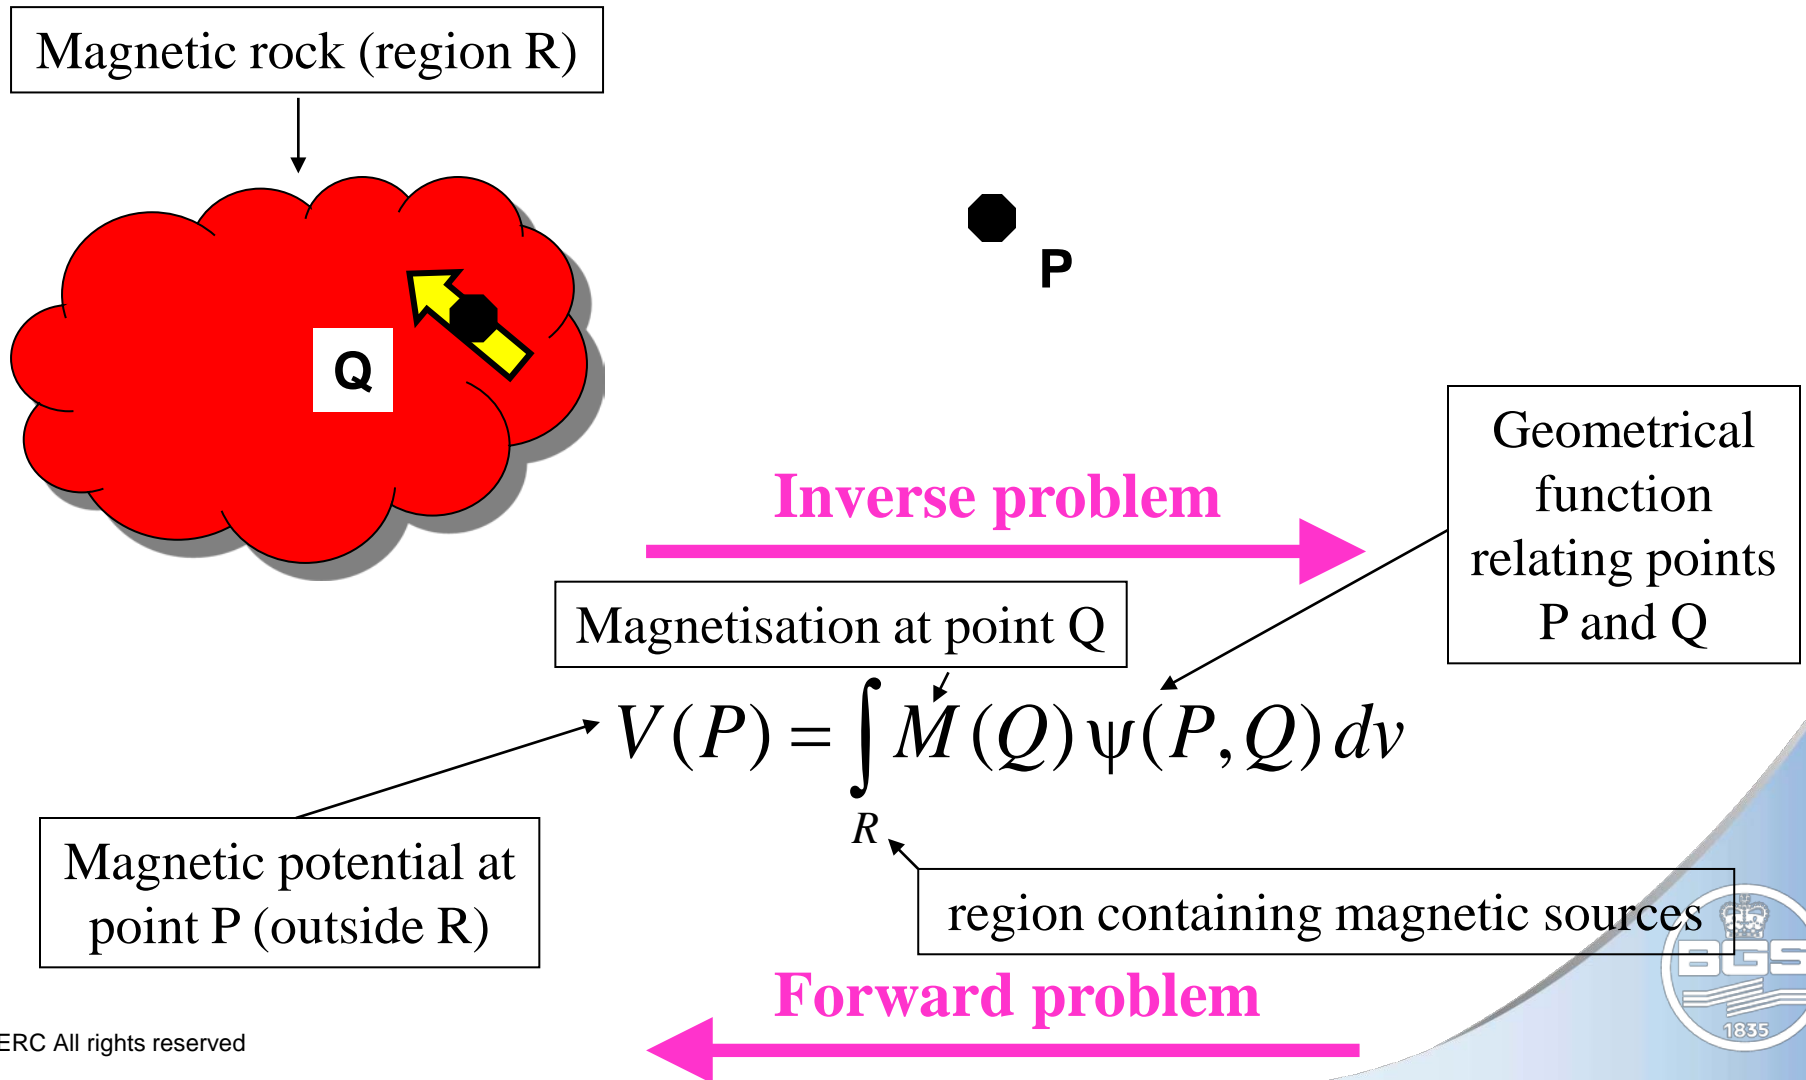 Magnetic rock (region R)
P
Q
Geometrical
function
relating points
P and Q
Inverse problem
Magnetisation at point Q
V(P) = ∫ M(Q) ψ(P,Q) dv
R
Magnetic potential at
point P (outside R)
region containing magnetic sources
Forward problem
BGS
1835
ERC All rights reserved